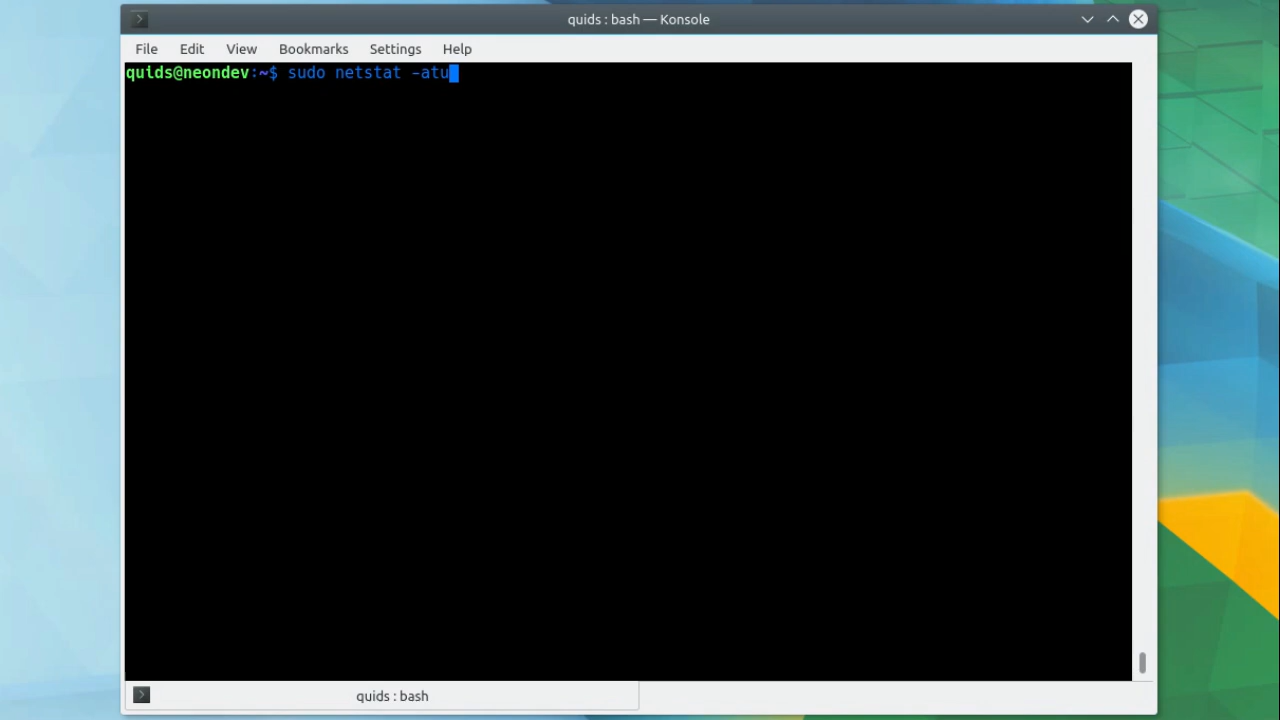 quids : bash — Konsole
File Edit View Bookmarks Settings Help
quids@neondev:~$ sudo netstat -atu
quids : bash